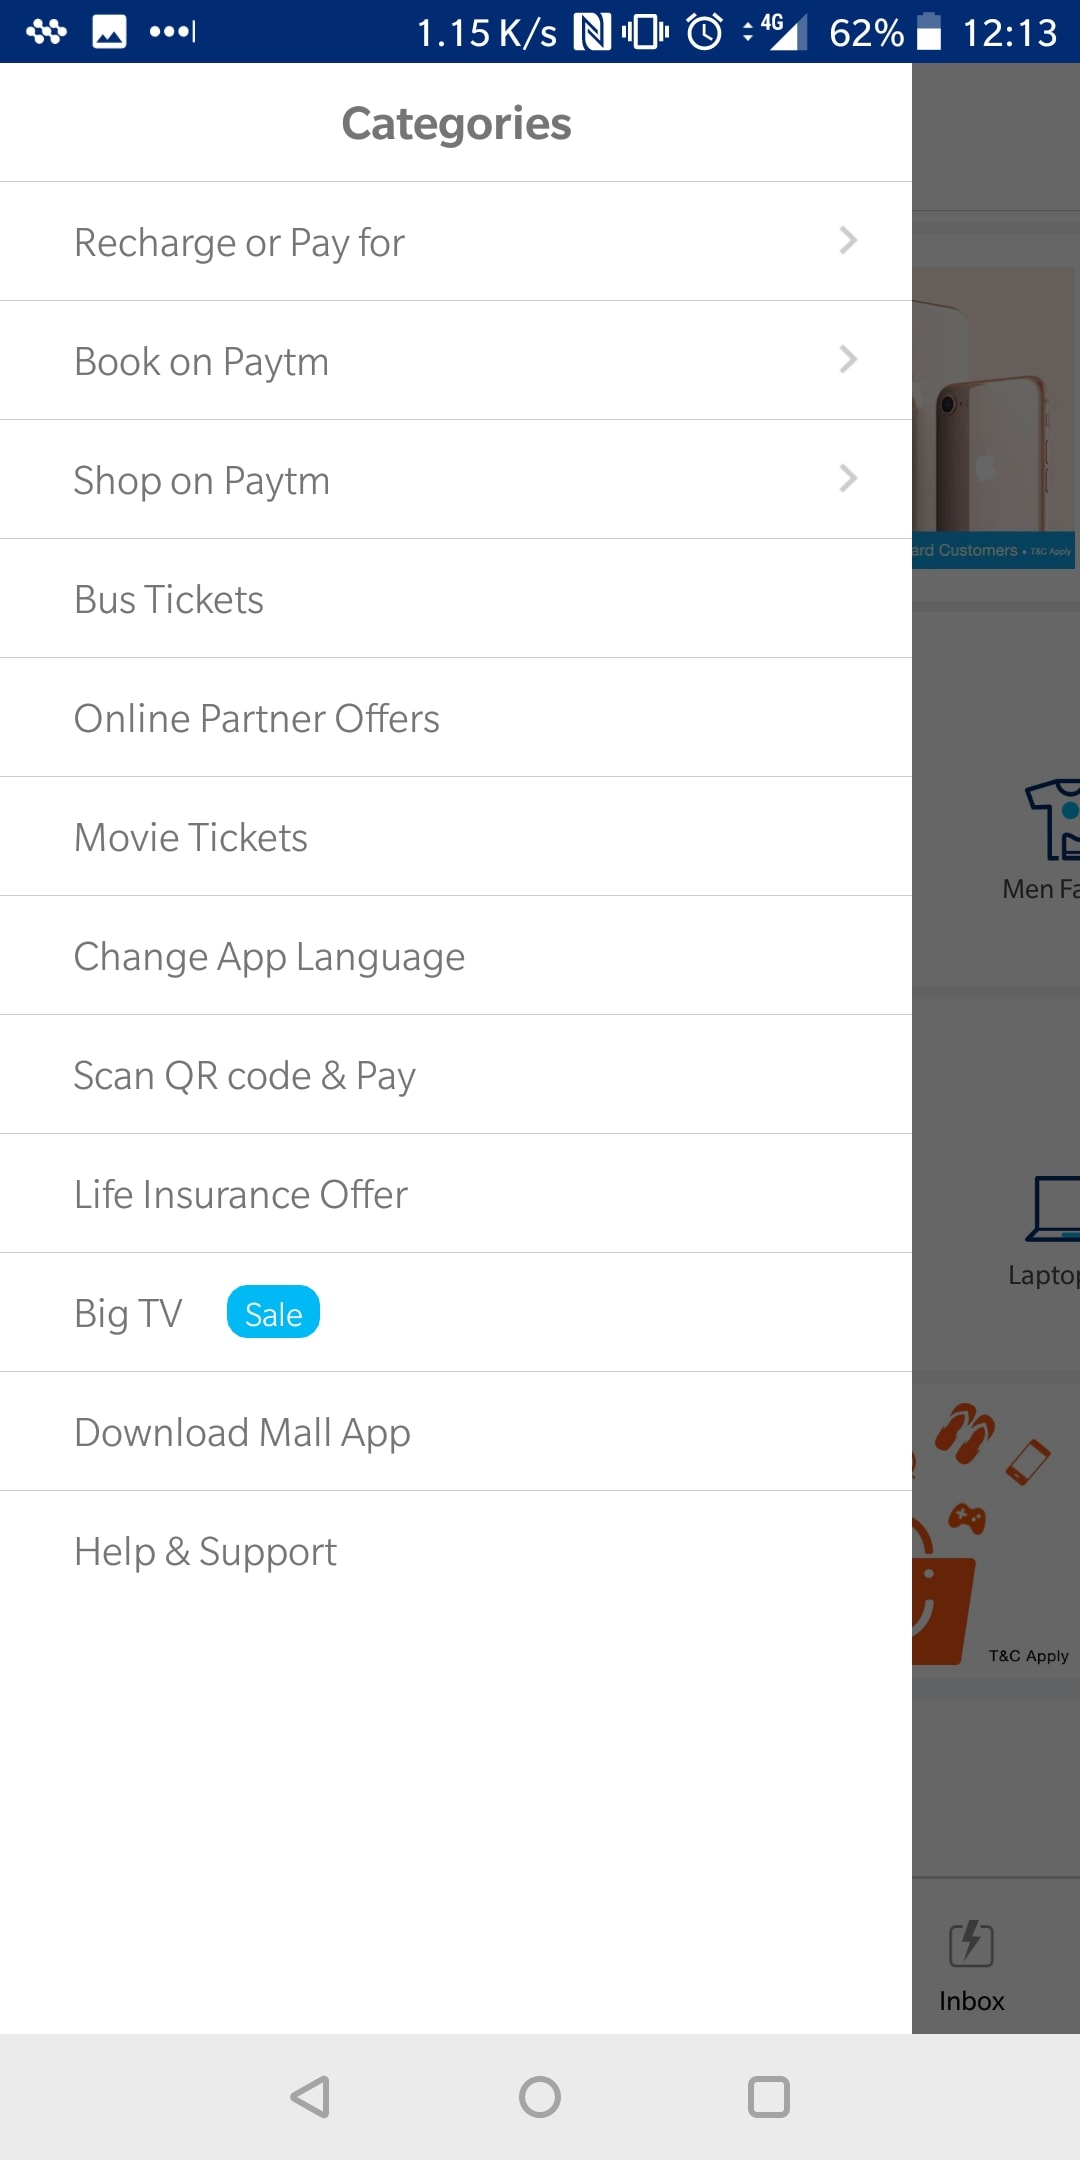 1.15 K/s 4G 62% 12:13
Categories
Recharge or Pay for
Book on Paytm
Shop on Paytm
ard Customers • T&C Apply
Bus Tickets
Online Partner Offers
Movie Tickets
Men Fa
Change App Language
Scan QR code & Pay
Life Insurance Offer
Laptop
Big TV Sale
Download Mall App
Help & Support
T&C Apply
Inbox